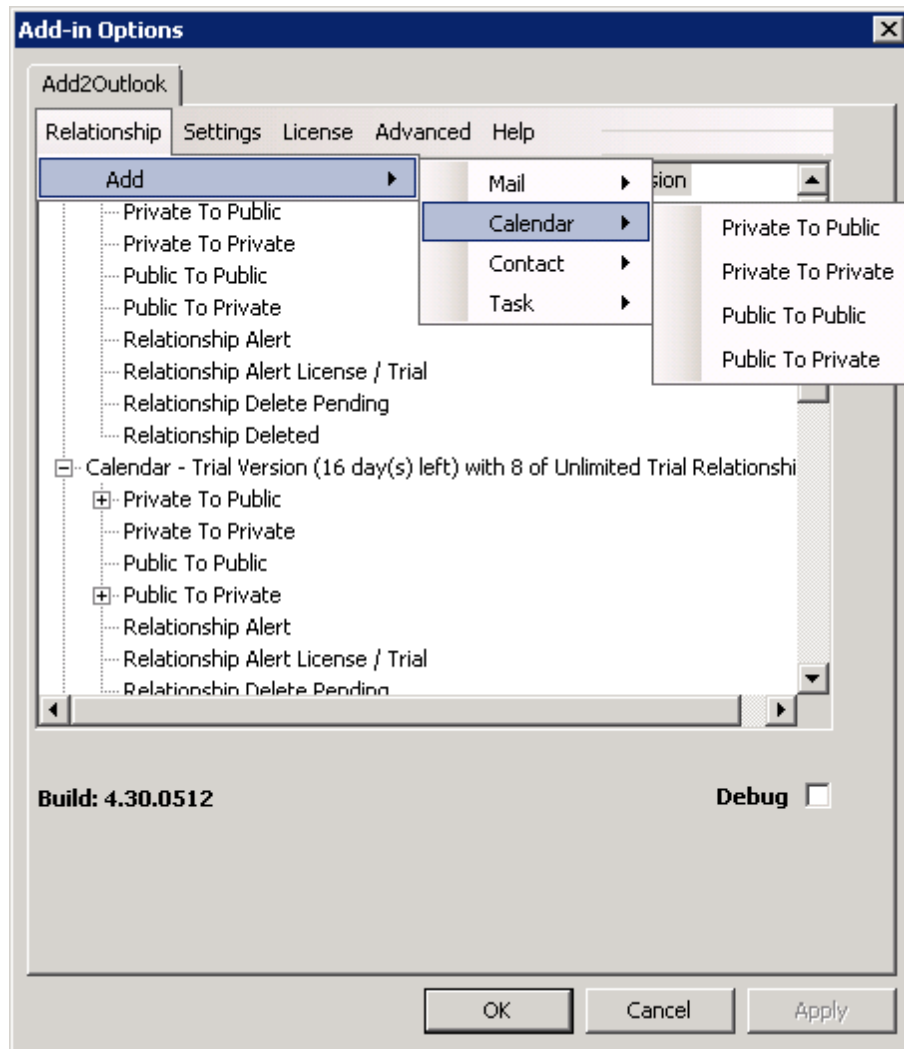 Add-in Options
Add2Outlook
Relationship Settings License Advanced Help
Add
Mail
Calendar
Contact
Task
Private To Public
Private To Private
Public To Public
Public To Private
Private To Public
Private To Private
Public To Public
Public To Private
Relationship Alert
Relationship Alert License / Trial
Relationship Delete Pending
Relationship Deleted
Calendar - Trial Version (16 day(s) left) with 8 of Unlimited Trial Relationshi
Private To Public
Private To Private
Public To Public
Public To Private
Relationship Alert
Relationship Alert License / Trial
Relationship Delete Pending
Build: 4.30.0512
Debug
OK Cancel Apply